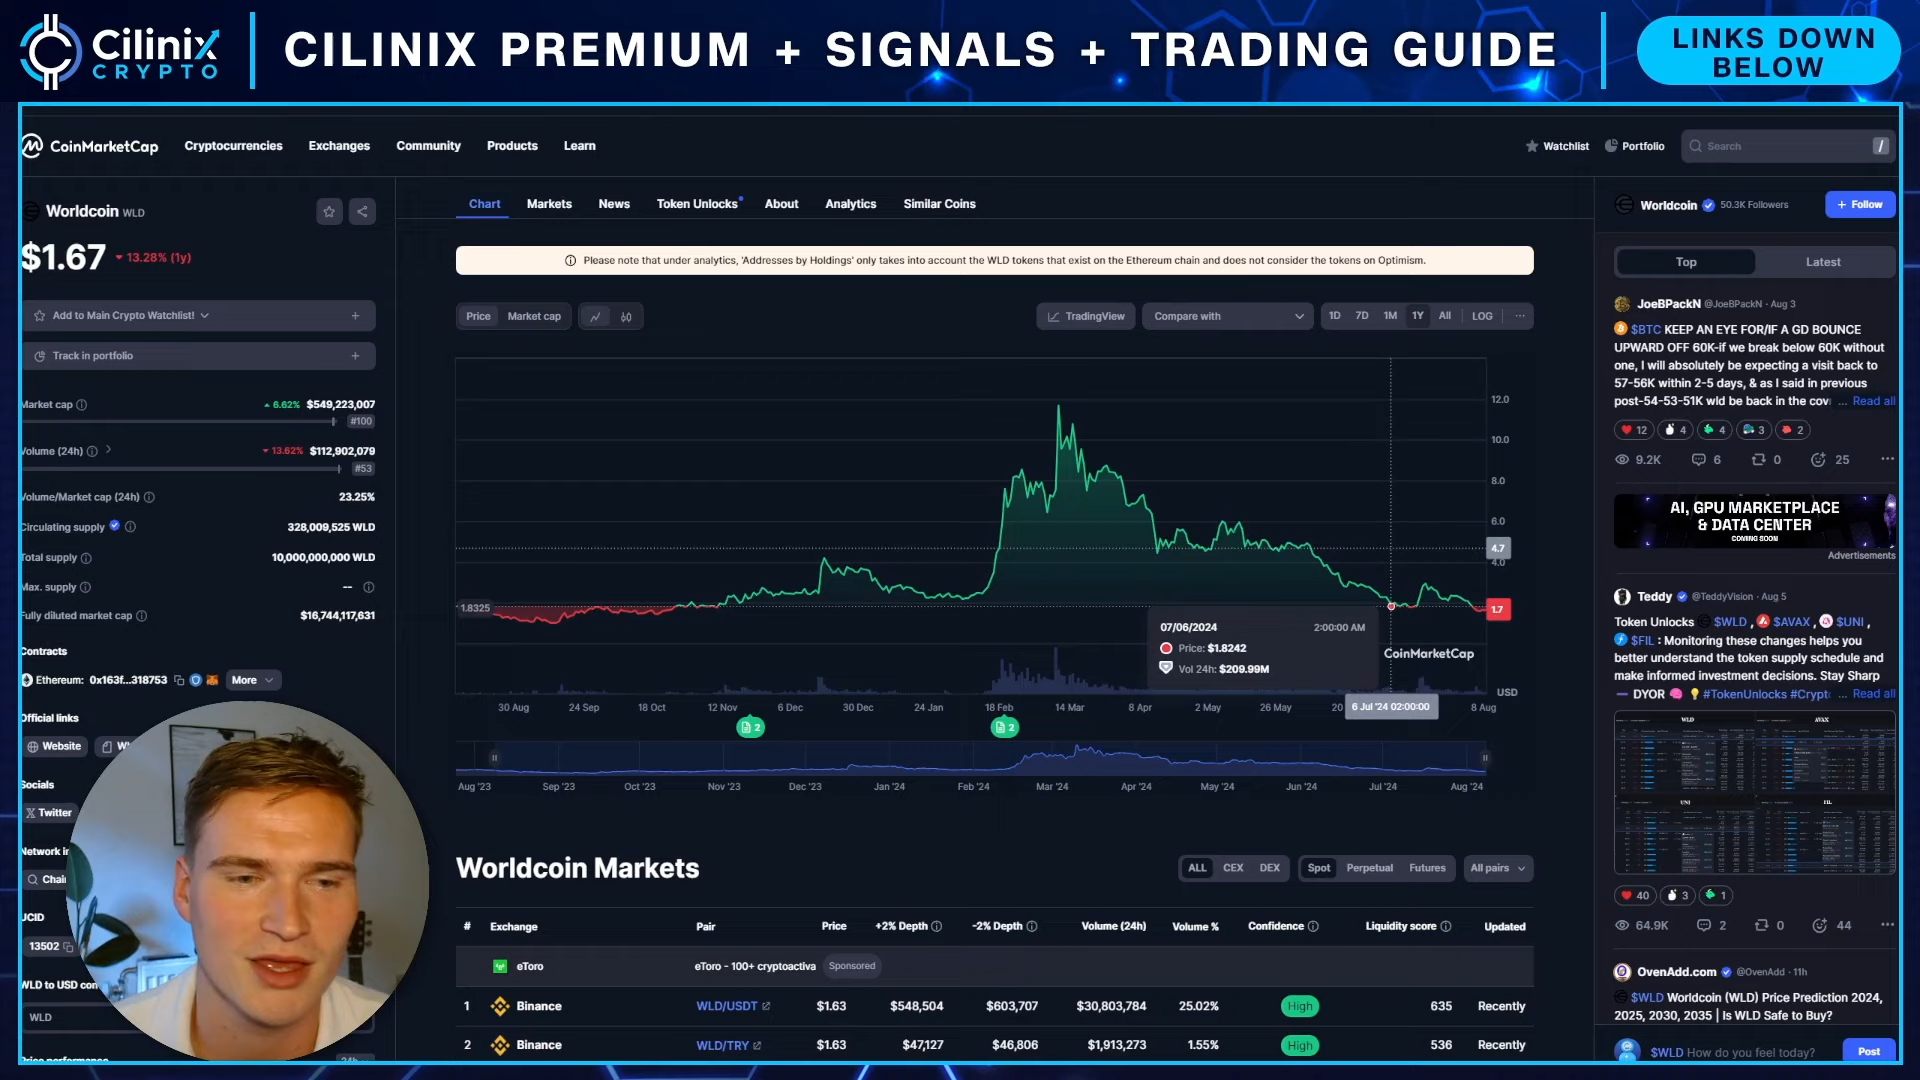 Cilinix
CRYPTO
CILINIX PREMIUM + SIGNALS + TRADING GUIDE
LINKS DOWN
BELOW
CoinMarketCap
Cryptocurrencies
Exchanges
Community
Products
Learn
Watchlist
Portfolio
Search
/
Worldcoin WLD
$1.67
13.28% (1y)
Add to Main Crypto Watchlist!
Track in portfolio
Market cap
6.62% $549,223,007
#100
Volume (24h)
13.62% $112,902,079
#53
Volume/Market cap (24h)
23.25%
Circulating supply
328,009,525 WLD
Total supply
10,000,000,000 WLD
Max. supply
--
Fully diluted market cap
$16,744,117,631
Contracts
Ethereum: 0x163f...318753
More
Official links
Website
Socials
Twitter
Network in
Chai
UCID
13502
WLD to USD con
WLD
Chart
Markets
News
Token Unlocks
About
Analytics
Similar Coins
Please note that under analytics, 'Addresses by Holdings' only takes into account the WLD tokens that exist on the Ethereum chain and does not consider the tokens on Optimism.
Price
Market cap
TradingView
Compare with
1D 7D 1M 1Y All LOG ...
12.0
10.0
8.0
6.0
4.7
4.0
1.8325
1.7
07/06/2024 2:00:00 AM
Price: $1.8242
Vol 24h: $209.99M
CoinMarketCap
USD
30 Aug 24 Sep 18 Oct 12 Nov 6 Dec 30 Dec 24 Jan 18 Feb 14 Mar 8 Apr 2 May 26 May 20 6 Jul '24 02:00:00 8 Aug
2
2
Aug '23 Sep '23 Oct '23 Nov '23 Dec '23 Jan '24 Feb '24 Mar '24 Apr '24 May '24 Jun '24 Jul '24 Aug '24
Worldcoin Markets
ALL CEX DEX
Spot Perpetual Futures
All pairs
# Exchange Pair Price +2% Depth -2% Depth Volume (24h) Volume % Confidence Liquidity score Updated
eToro eToro - 100+ cryptoactiva Sponsored
1 Binance WLD/USDT $1.63 $548,504 $603,707 $30,803,784 25.02% High 635 Recently
2 Binance WLD/TRY $1.63 $47,127 $46,806 $1,913,273 1.55% High 536 Recently
Worldcoin 50.3K Followers
+ Follow
Top
Latest
JoeBPackN @JoeBPackN · Aug 3
$BTC KEEP AN EYE FOR/IF A GD BOUNCE
UPWARD OFF 60K-if we break below 60K without
one, I will absolutely be expecting a visit back to
57-56K within 2-5 days, & as I said in previous
post-54-53-51K wld be back in the cov ... Read all
12 4 4 3 2
9.2K 6 0 25
AI, GPU MARKETPLACE
& DATA CENTER
COMING SOON
Advertisements
Teddy @TeddyVision · Aug 5
Token Unlocks $WLD , $AVAX , $UNI ,
$FIL : Monitoring these changes helps you
better understand the token supply schedule and
make informed investment decisions. Stay Sharp
— DYOR #TokenUnlocks #Crypt ... Read all
WLD
AVAX
UNI
FIL
40 3 1
64.9K 2 0 44
OvenAdd.com @OvenAdd · 11h
$WLD Worldcoin (WLD) Price Prediction 2024,
2025, 2030, 2035 | Is WLD Safe to Buy?
$WLD How do you feel today?
Post